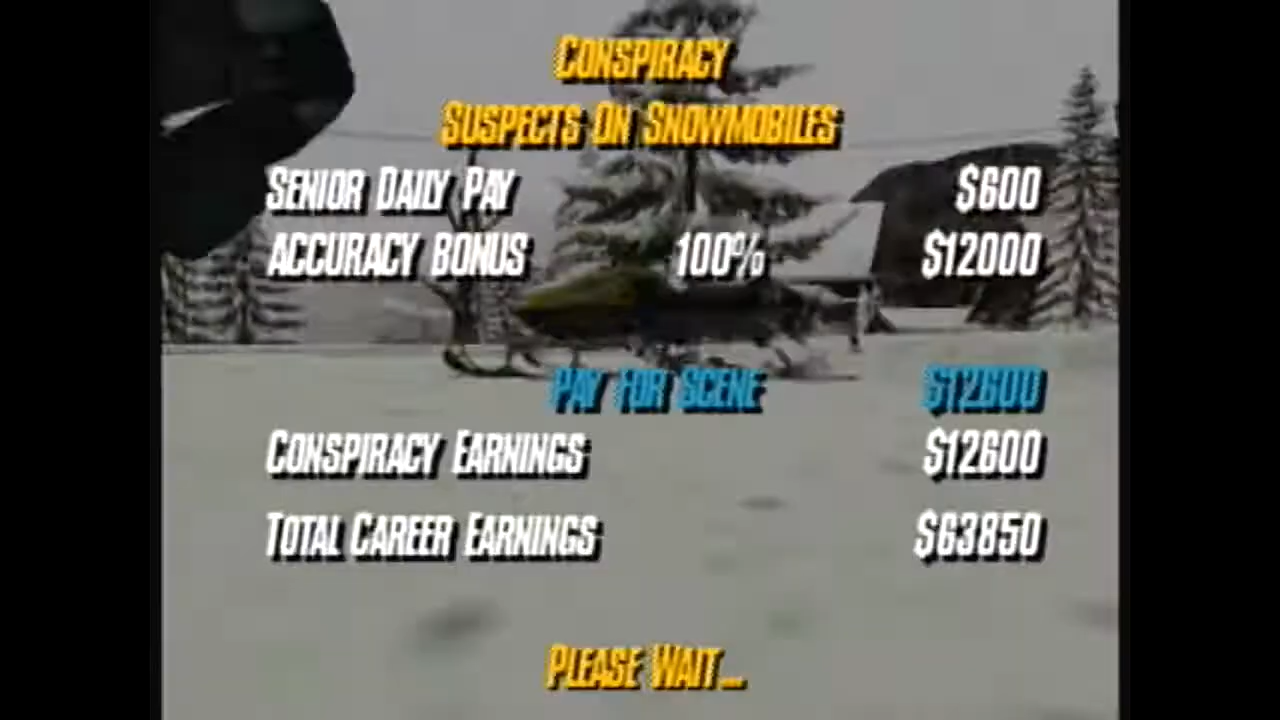 CONSPIRACY
SUSPECTS ON SNOWMOBILES
SENIOR DAILY PAY $600
ACCURACY BONUS 100% $12000
PAY FOR SCENE $12600
CONSPIRACY EARNINGS $12600
TOTAL CAREER EARNINGS $63850
PLEASE WAIT...